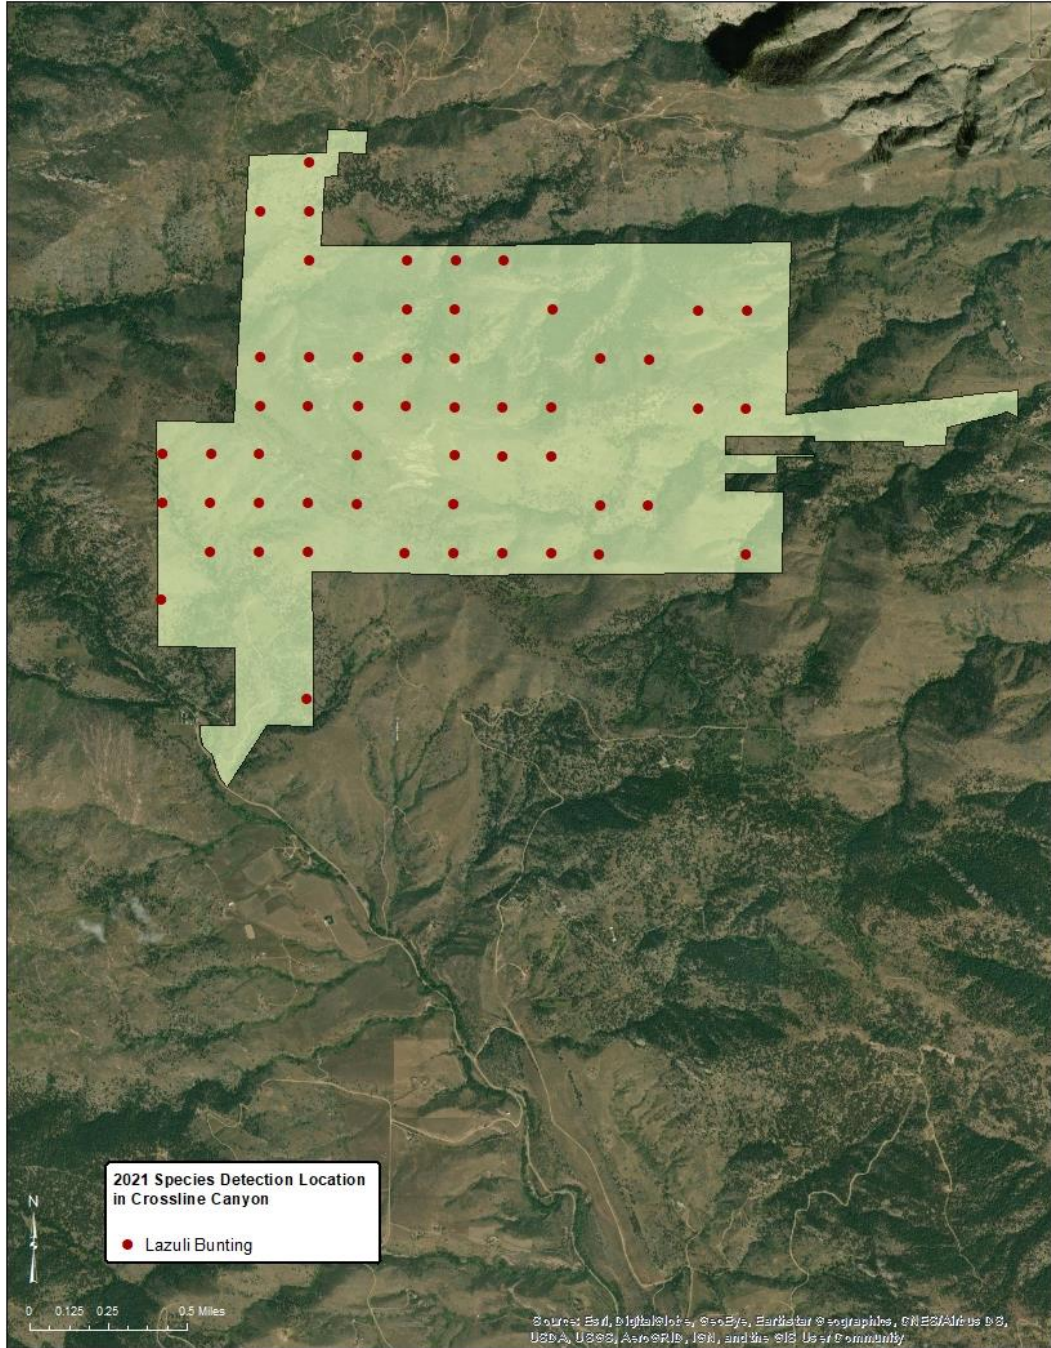 2021 Species Detection Location
in Crossline Canyon
Lazuli Bunting
N
0 0.125 0.25 0.5 Miles
Source: Esri, DigitalGlobe, GeoEye, Earthstar Geographics, CNES/Airbus DS,
USDA, USGS, AeroGRID, IGN, and the GIS User Community